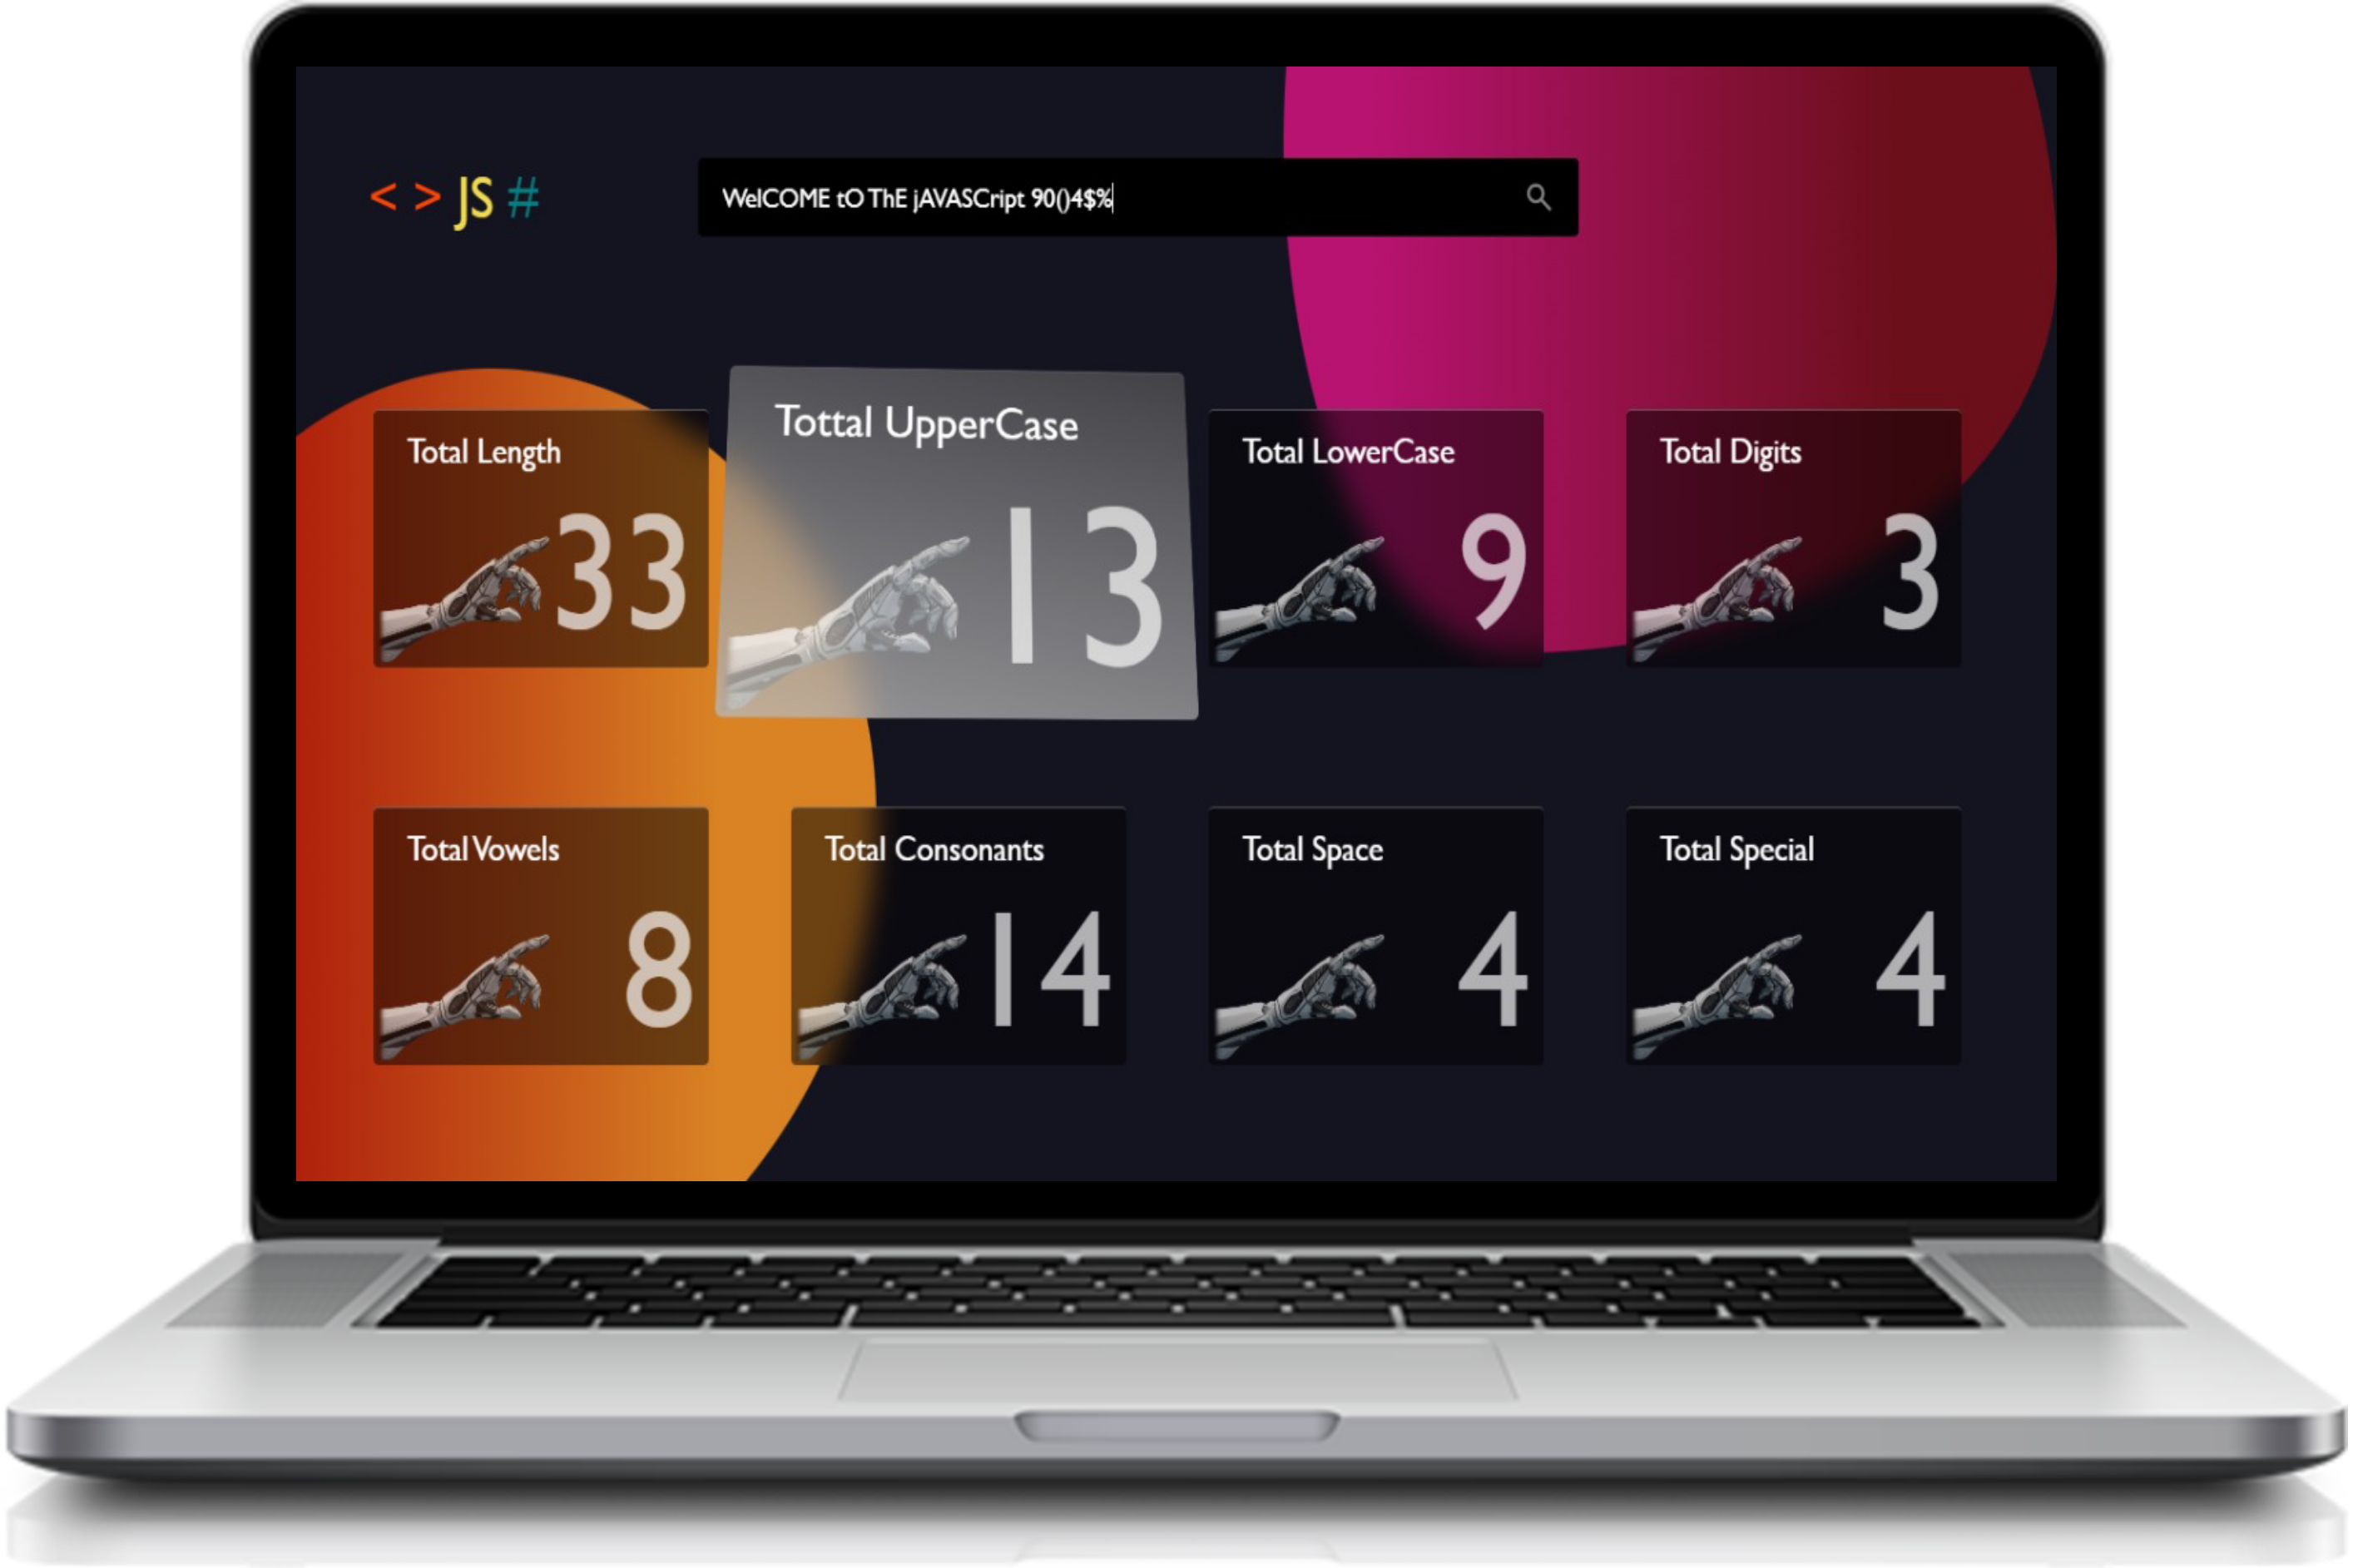 < > JS #
WelCOME tO ThE jAVASCript 90()4$%
Total Length
33
Tottal UpperCase
13
Total LowerCase
9
Total Digits
3
Total Vowels
8
Total Consonants
14
Total Space
4
Total Special
4